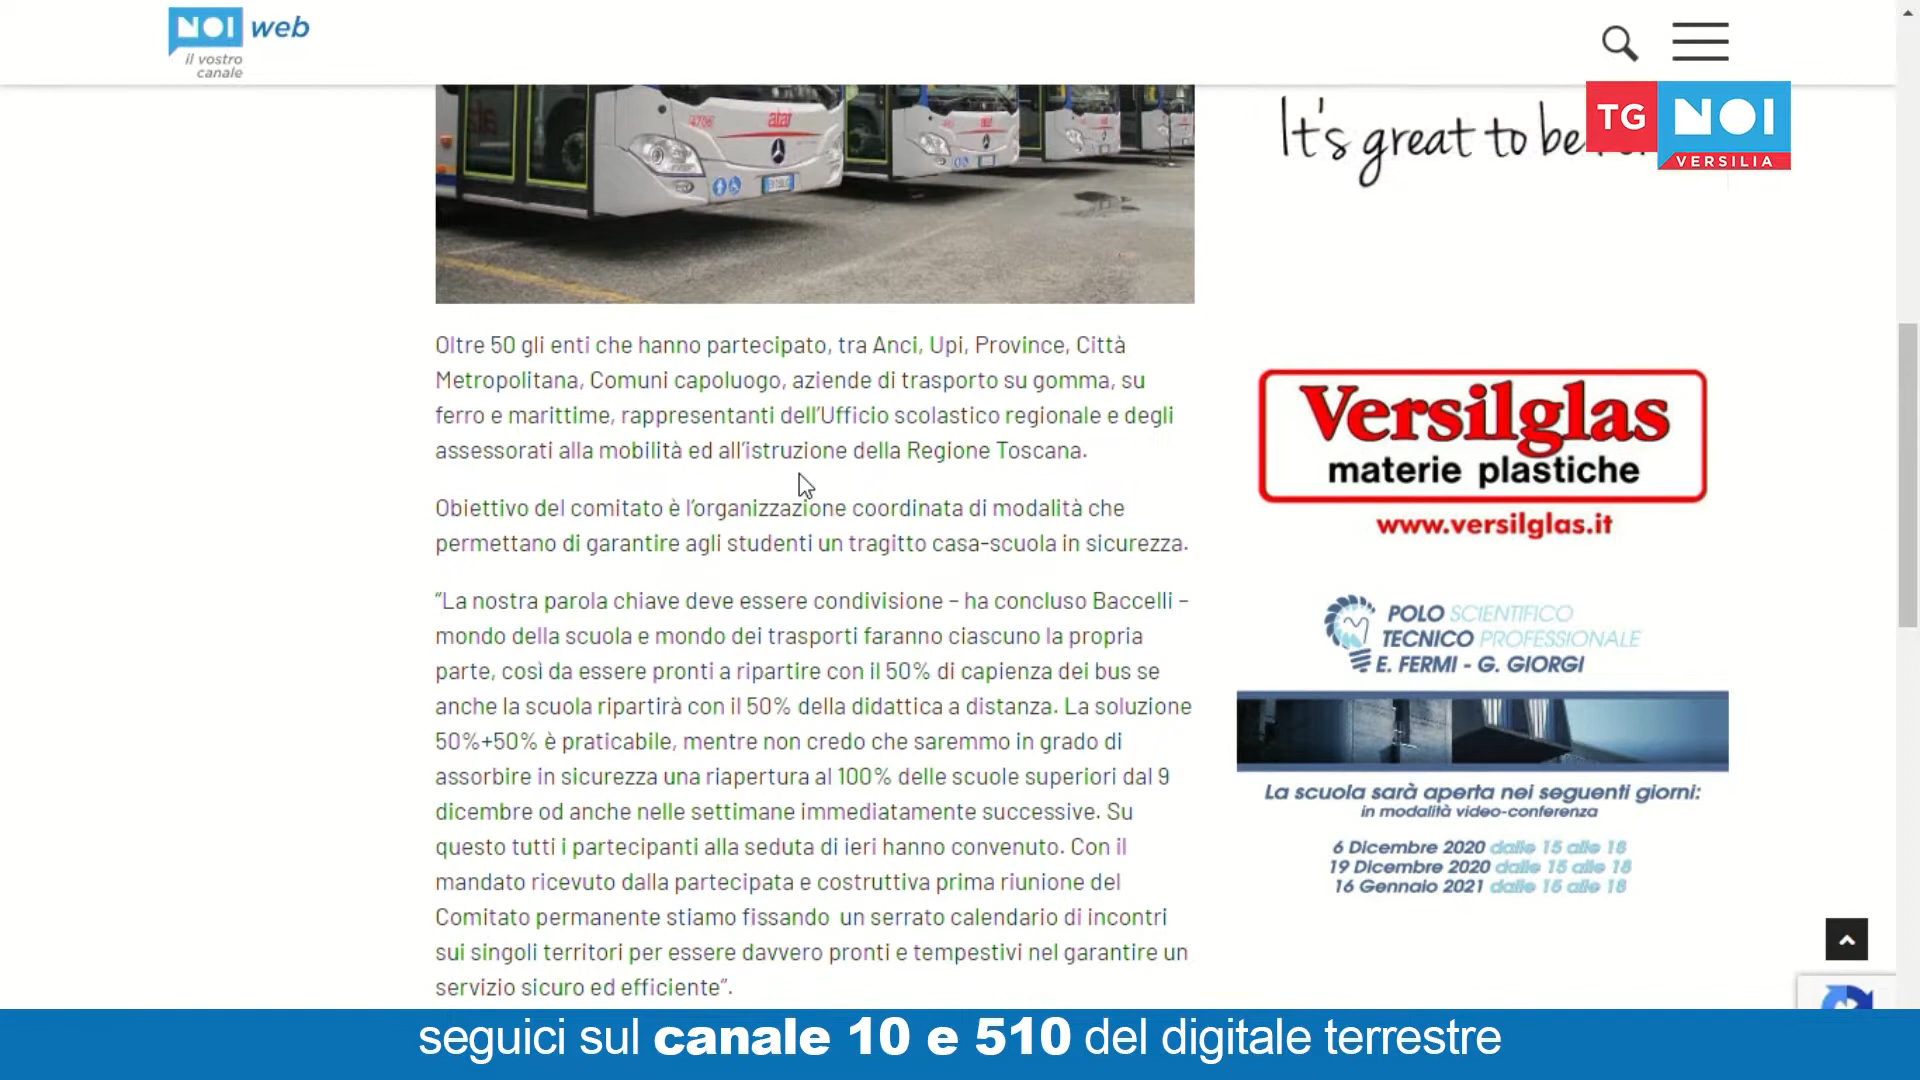 NOI web
il vostro
canale
TG NOI
VERSILIA
It's great to be
4706
ataf
Oltre 50 gli enti che hanno partecipato, tra Anci, Upi, Province, Città
Metropolitana, Comuni capoluogo, aziende di trasporto su gomma, su
ferro e marittime, rappresentanti dell'Ufficio scolastico regionale e degli
assessorati alla mobilità ed all'istruzione della Regione Toscana.
Obiettivo del comitato è l'organizzazione coordinata di modalità che
permettano di garantire agli studenti un tragitto casa-scuola in sicurezza.
“La nostra parola chiave deve essere condivisione – ha concluso Baccelli –
mondo della scuola e mondo dei trasporti faranno ciascuno la propria
parte, così da essere pronti a ripartire con il 50% di capienza dei bus se
anche la scuola ripartirà con il 50% della didattica a distanza. La soluzione
50%+50% è praticabile, mentre non credo che saremmo in grado di
assorbire in sicurezza una riapertura al 100% delle scuole superiori dal 9
dicembre od anche nelle settimane immediatamente successive. Su
questo tutti i partecipanti alla seduta di ieri hanno convenuto. Con il
mandato ricevuto dalla partecipata e costruttiva prima riunione del
Comitato permanente stiamo fissando un serrato calendario di incontri
sui singoli territori per essere davvero pronti e tempestivi nel garantire un
servizio sicuro ed efficiente”.
Versilglas
materie plastiche
www.versilglas.it
POLO SCIENTIFICO
TECNICO PROFESSIONALE
E. FERMI - G. GIORGI
La scuola sarà aperta nei seguenti giorni:
in modalità video-conferenza
6 Dicembre 2020 dalle 15 alle 18
19 Dicembre 2020 dalle 15 alle 18
16 Gennaio 2021 dalle 15 alle 18
seguici sul canale 10 e 510 del digitale terrestre